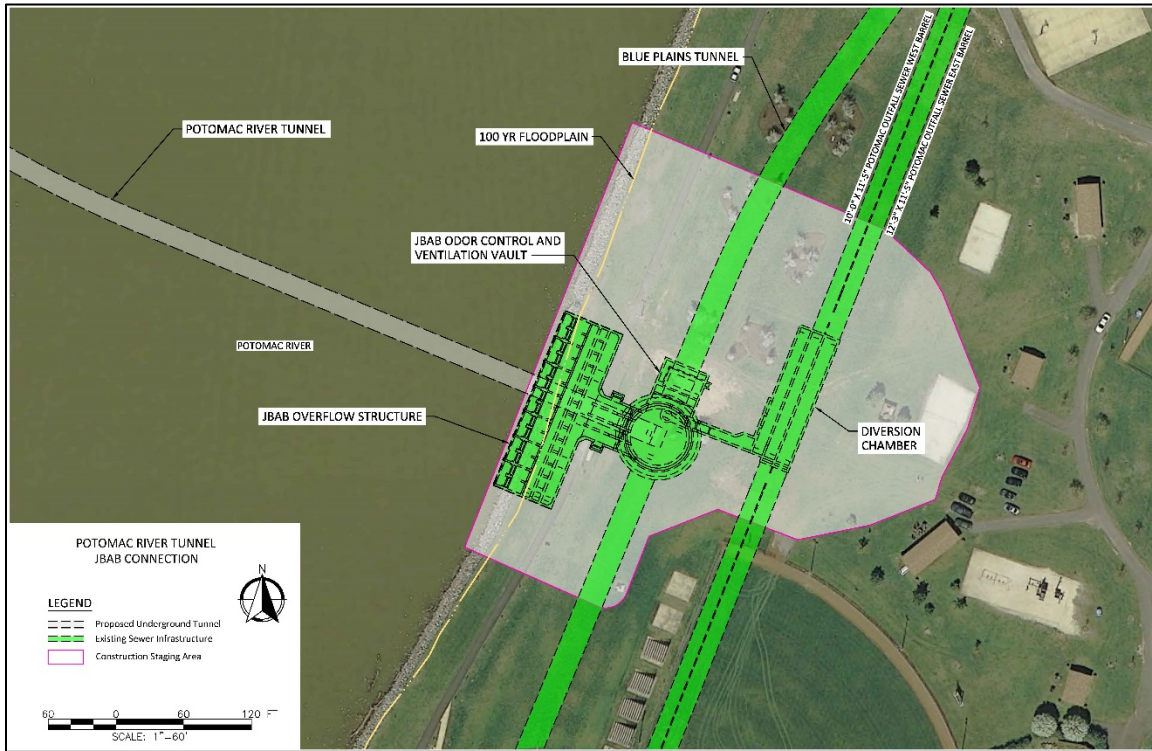 BLUE PLAINS TUNNEL
10'-0" X 11'-5" POTOMAC OUTFALL SEWER WEST BARREL
12'-3" X 11'-5" POTOMAC OUTFALL SEWER EAST BARREL
POTOMAC RIVER TUNNEL
100 YR FLOODPLAIN
JBAB ODOR CONTROL AND
VENTILATION VAULT
POTOMAC RIVER
JBAB OVERFLOW STRUCTURE
DIVERSION
CHAMBER
POTOMAC RIVER TUNNEL
JBAB CONNECTION
N
LEGEND
Proposed Underground Tunnel
Existing Sewer Infrastructure
Construction Staging Area
60 0 60 120 F
SCALE: 1"-60'